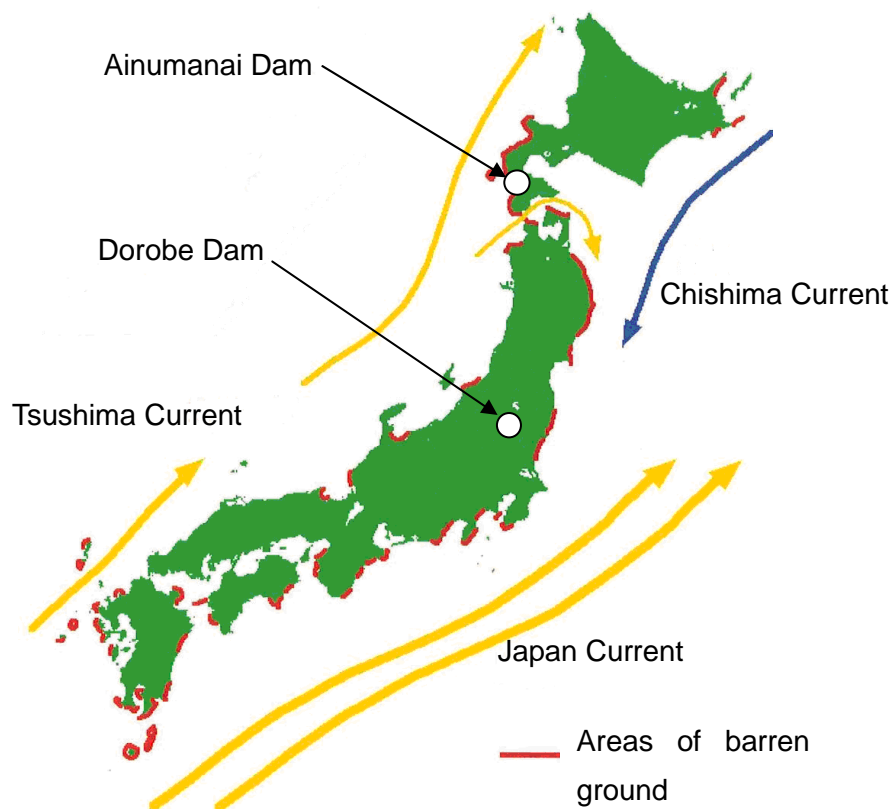 Ainumanai Dam
Dorobe Dam
Chishima Current
Tsushima Current
Japan Current
Areas of barren
ground